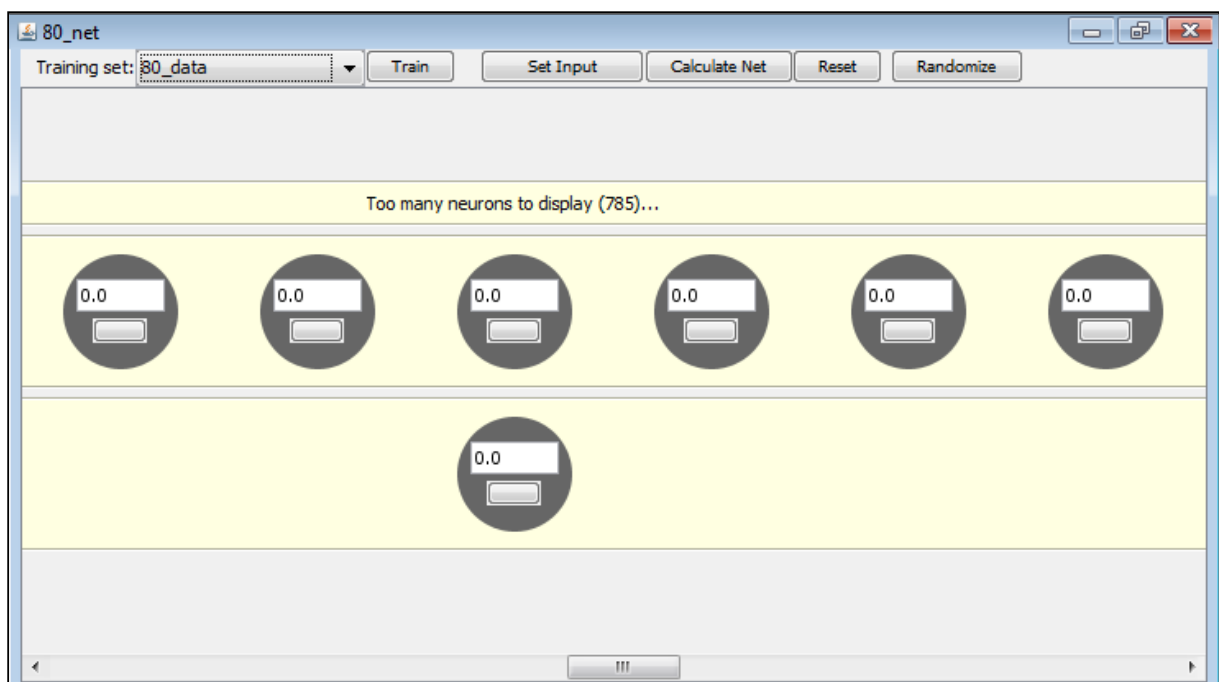 80_net
Training set: 80_data Train Set Input Calculate Net Reset Randomize
Too many neurons to display (785)...
0.0 0.0 0.0 0.0 0.0 0.0
0.0